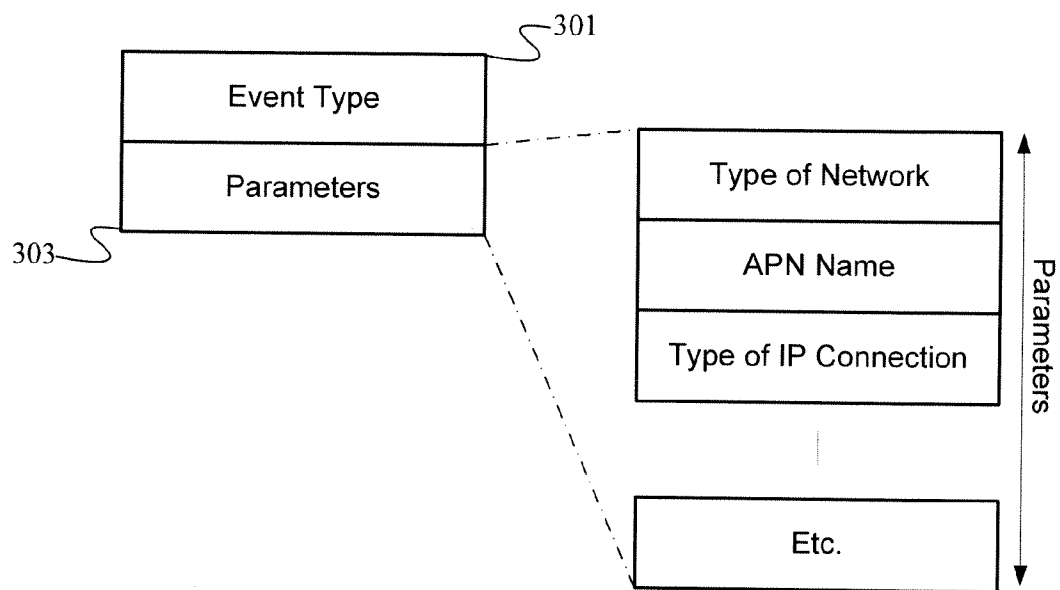 301
Event Type
Parameters
303
Type of Network
APN Name
Type of IP Connection
Etc.
Parameters